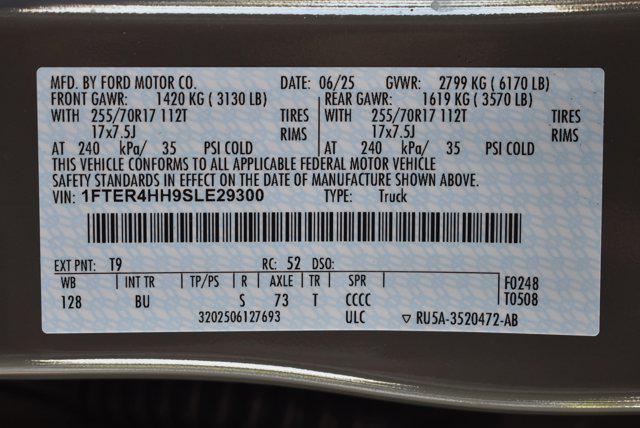 MFD. BY FORD MOTOR CO. DATE: 06/25 GVWR: 2799 KG (6170 LB)
FRONT GAWR: 1420 KG (3130 LB) REAR GAWR: 1619 KG (3570 LB)
WITH 255/70R17 112T TIRES WITH 255/70R17 112T TIRES
17x7.5J RIMS 17x7.5J RIMS
AT 240 kPa/ 35 PSI COLD AT 240 kPa/ 35 PSI COLD
THIS VEHICLE CONFORMS TO ALL APPLICABLE FEDERAL MOTOR VEHICLE
SAFETY STANDARDS IN EFFECT ON THE DATE OF MANUFACTURE SHOWN ABOVE.
VIN: 1FTER4HH9SLE29300 TYPE: Truck
EXT PNT: T9 RC: 52 DSO:
WB INT TR TP/PS R AXLE TR SPR F0248
128 BU S 73 T CCCC T0508
3202506127693 ULC ▽ RU5A-3520472-AB